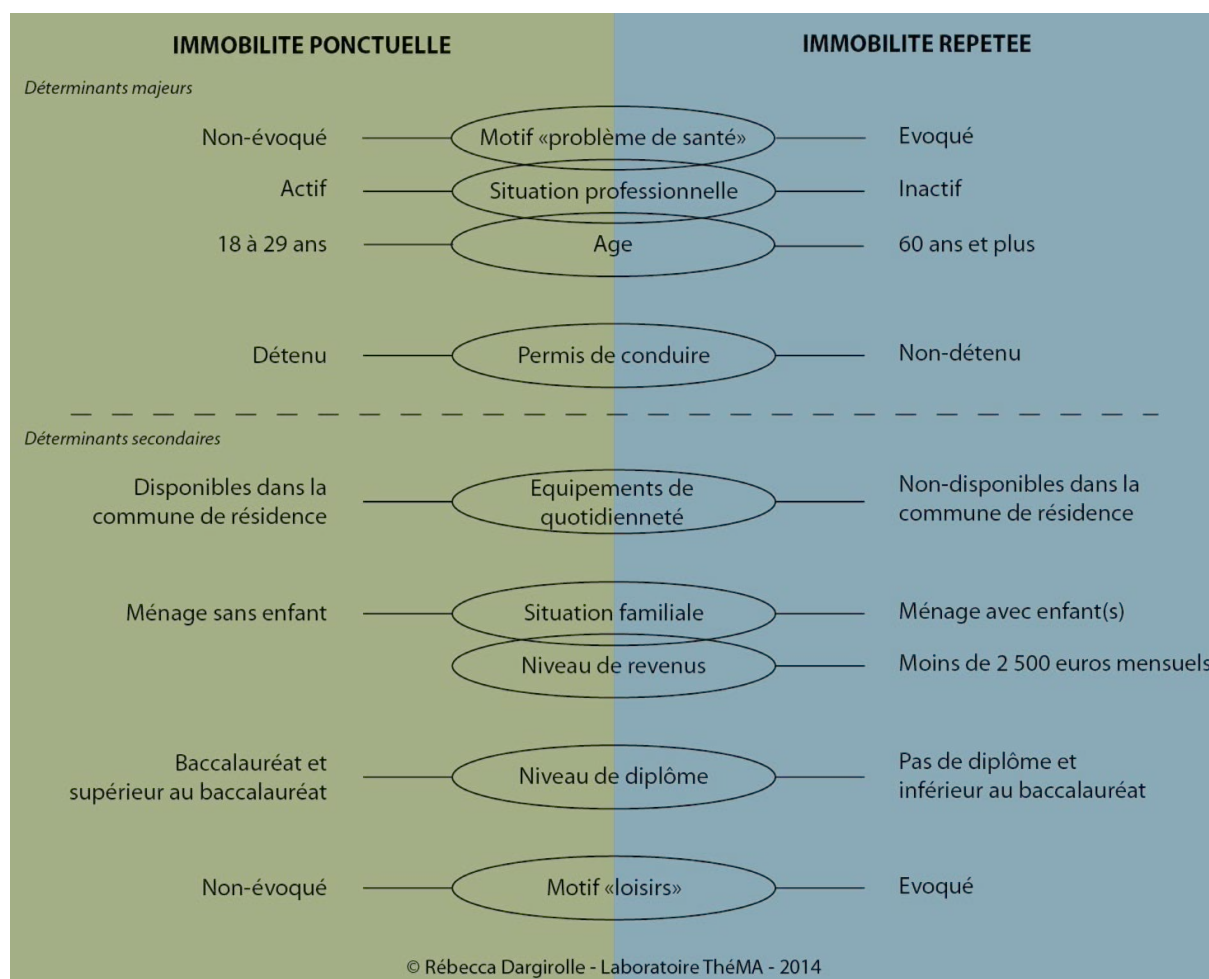 IMMOBILITE PONCTUELLE
IMMOBILITE REPETEE
Déterminants majeurs
Non-évoqué
Motif «problème de santé»
Evoqué
Actif
Situation professionnelle
Inactif
18 à 29 ans
Age
60 ans et plus
Détenu
Permis de conduire
Non-détenu
Déterminants secondaires
Disponibles dans la
commune de résidence
Equipements de
quotidienneté
Non-disponibles dans la
commune de résidence
Ménage sans enfant
Situation familiale
Ménage avec enfant(s)
Niveau de revenus
Moins de 2 500 euros mensuels
Baccalauréat et
supérieur au baccalauréat
Niveau de diplôme
Pas de diplôme et
inférieur au baccalauréat
Non-évoqué
Motif «loisirs»
Evoqué
© Rébecca Dargirolle - Laboratoire ThéMA - 2014